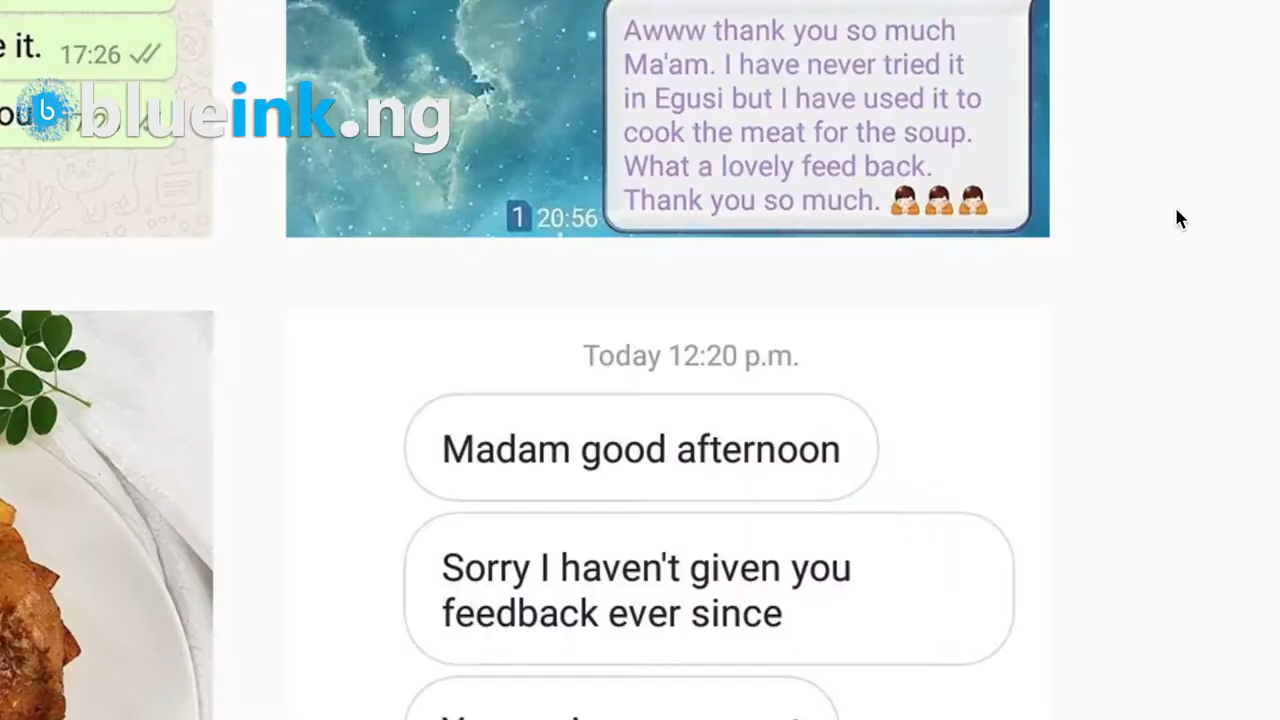 e it. 17:26
blueink.ng
Awww thank you so much
Ma'am. I have never tried it
in Egusi but I have used it to
cook the meat for the soup.
What a lovely feed back.
Thank you so much.
1 20:56
Today 12:20 p.m.
Madam good afternoon
Sorry I haven't given you
feedback ever since